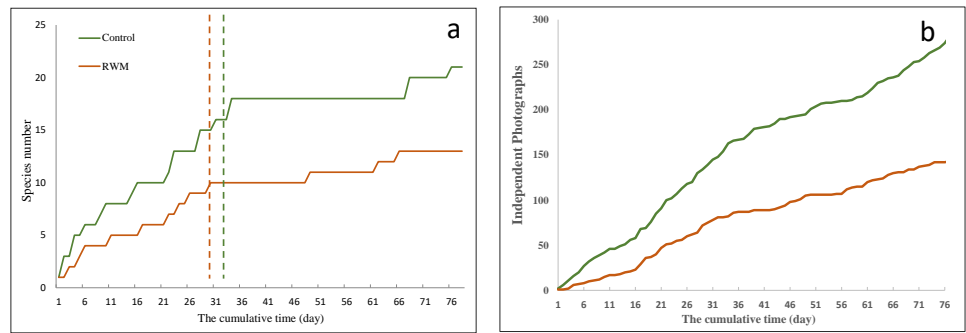 a
Control
RWM
Species number
25
20
15
10
5
0
1 6 11 16 21 26 31 36 41 46 51 56 61 66 71 76
The cumulative time (day)
b
Independent Photographs
300
250
200
150
100
50
0
1 6 11 16 21 26 31 36 41 46 51 56 61 66 71 76
The cumulative time (day)